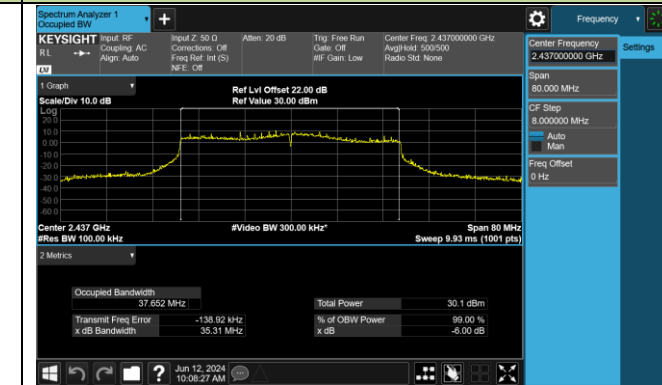 Spectrum Analyzer 1
Occupied BW
Frequency
KEYSIGHT
RL
LXI
Input: RF
Coupling: AC
Align: Auto
Input Z: 50 Ω
Corrections: Off
Freq Ref: Int (S)
NFE: Off
Atten: 20 dB
Trig: Free Run
Gate: Off
#IF Gain: Low
Center Freq: 2.437000000 GHz
Avg|Hold: 500/500
Radio Std: None
Center Frequency
2.437000000 GHz
Settings
Span
80.000 MHz
CF Step
8.000000 MHz
Auto
Man
Freq Offset
0 Hz
1 Graph
Scale/Div 10.0 dB
Ref Lvl Offset 22.00 dB
Ref Value 30.00 dBm
Log
20.0
10.0
0.00
-10.0
-20.0
-30.0
-40.0
-50.0
-60.0
Center 2.437 GHz
#Video BW 300.00 kHz*
Span 80 MHz
#Res BW 100.00 kHz
Sweep 9.93 ms (1001 pts)
2 Metrics
Occupied Bandwidth
37.652 MHz
Total Power 30.1 dBm
Transmit Freq Error -138.92 kHz
% of OBW Power 99.00 %
x dB Bandwidth 35.31 MHz
x dB -6.00 dB
?
Jun 12, 2024
10:08:27 AM